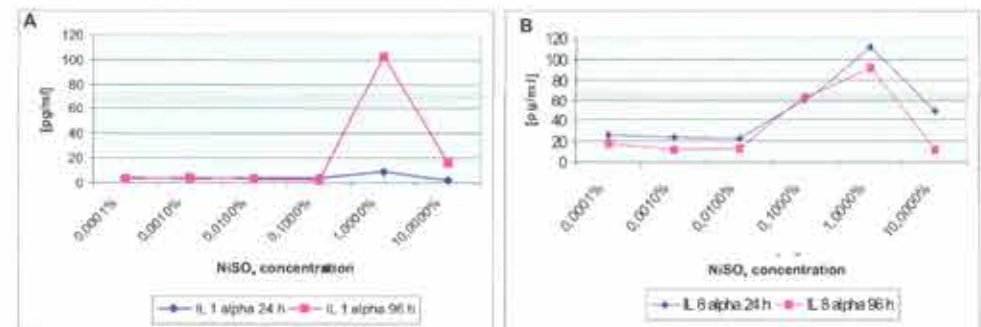 A
120
100
80
60
40
20
0
[pg/ml]
0,0001%
0,0010%
0,0100%
0,1000%
1,0000%
10,0000%
NiSO₄ concentration
IL 1 alpha 24 h
IL 1 alpha 96 h
B
120
100
80
60
40
20
0
[pg/ml]
0,0001%
0,0010%
0,0100%
0,1000%
1,0000%
10,0000%
NiSO₄ concentration
IL 8 alpha 24 h
IL 8 alpha 96 h